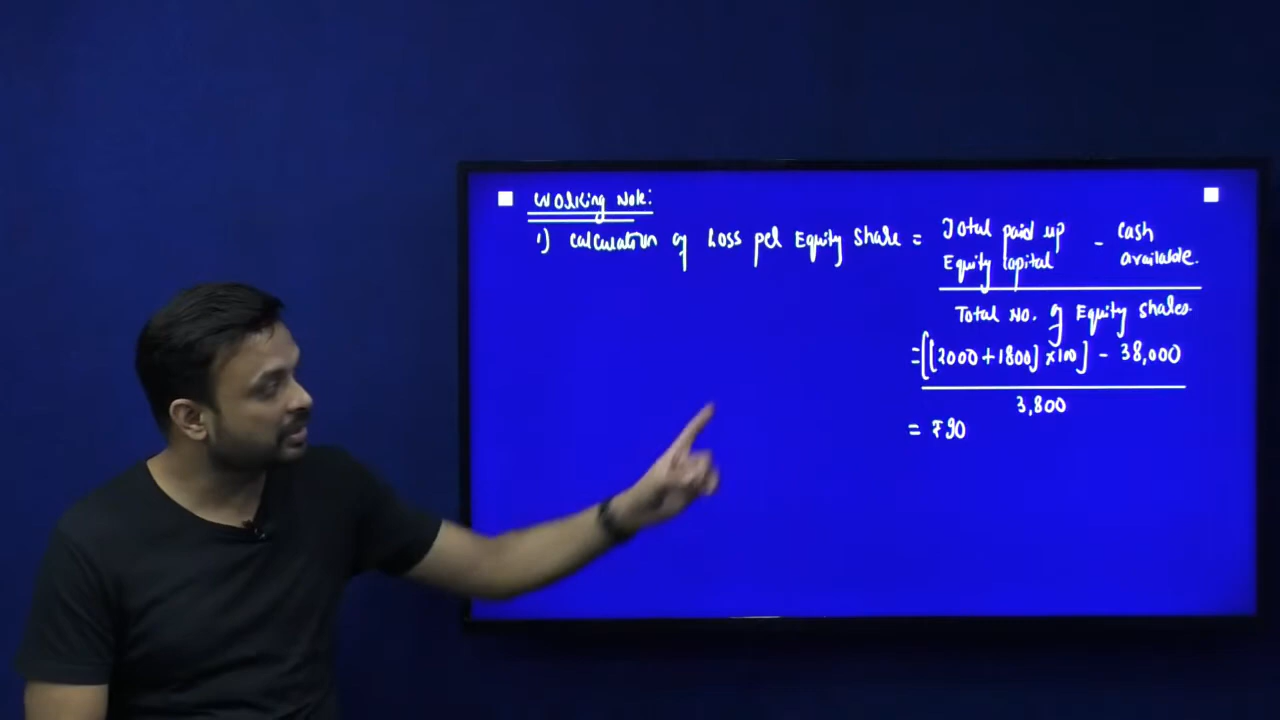 Working Note:
1) Calculation of Loss per Equity Share = Total paid up Equity Capital - Cash available.
Total No. of Equity Shares
= [(2000+1800) x100] - 38,000
3,800
= ₹90